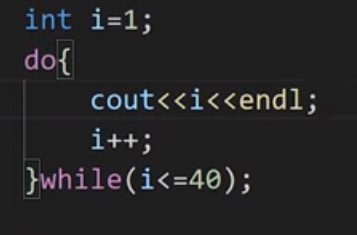 int i=1;
do{
    cout<<i<<endl;
    i++;
}while(i<=40);